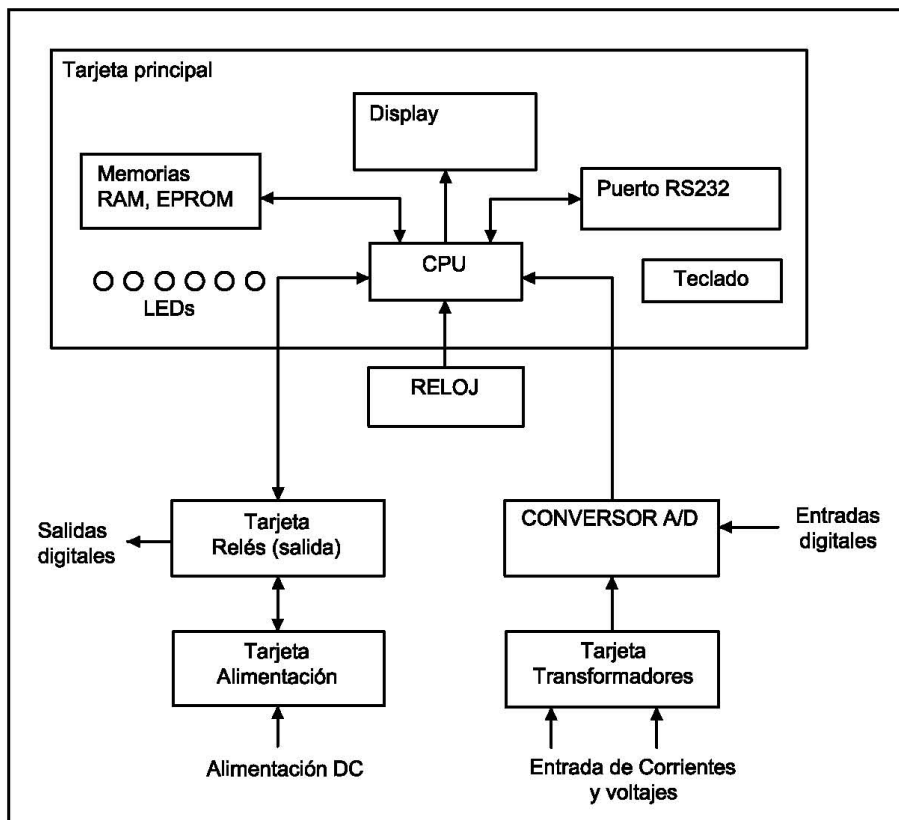 Tarjeta principal
Display
Memorias
RAM, EPROM
Puerto RS232
CPU
Teclado
LEDs
RELOJ
Salidas
digitales
Tarjeta
Relés (salida)
CONVERSOR A/D
Entradas
digitales
Tarjeta
Alimentación
Tarjeta
Transformadores
Alimentación DC
Entrada de Corrientes
y voltajes